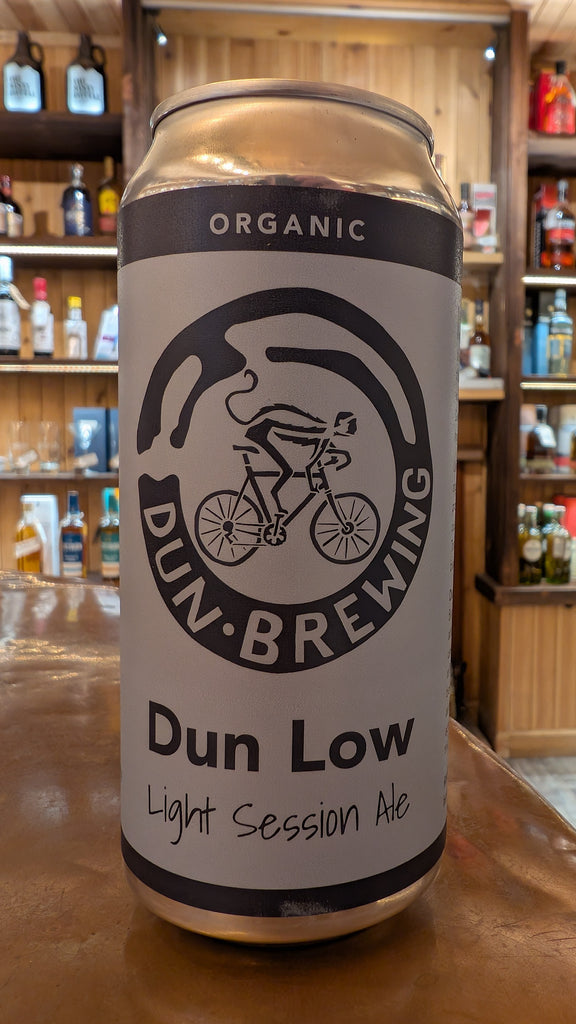 ORGANIC
DUN · BREWING
Dun Low
Light Session Ale